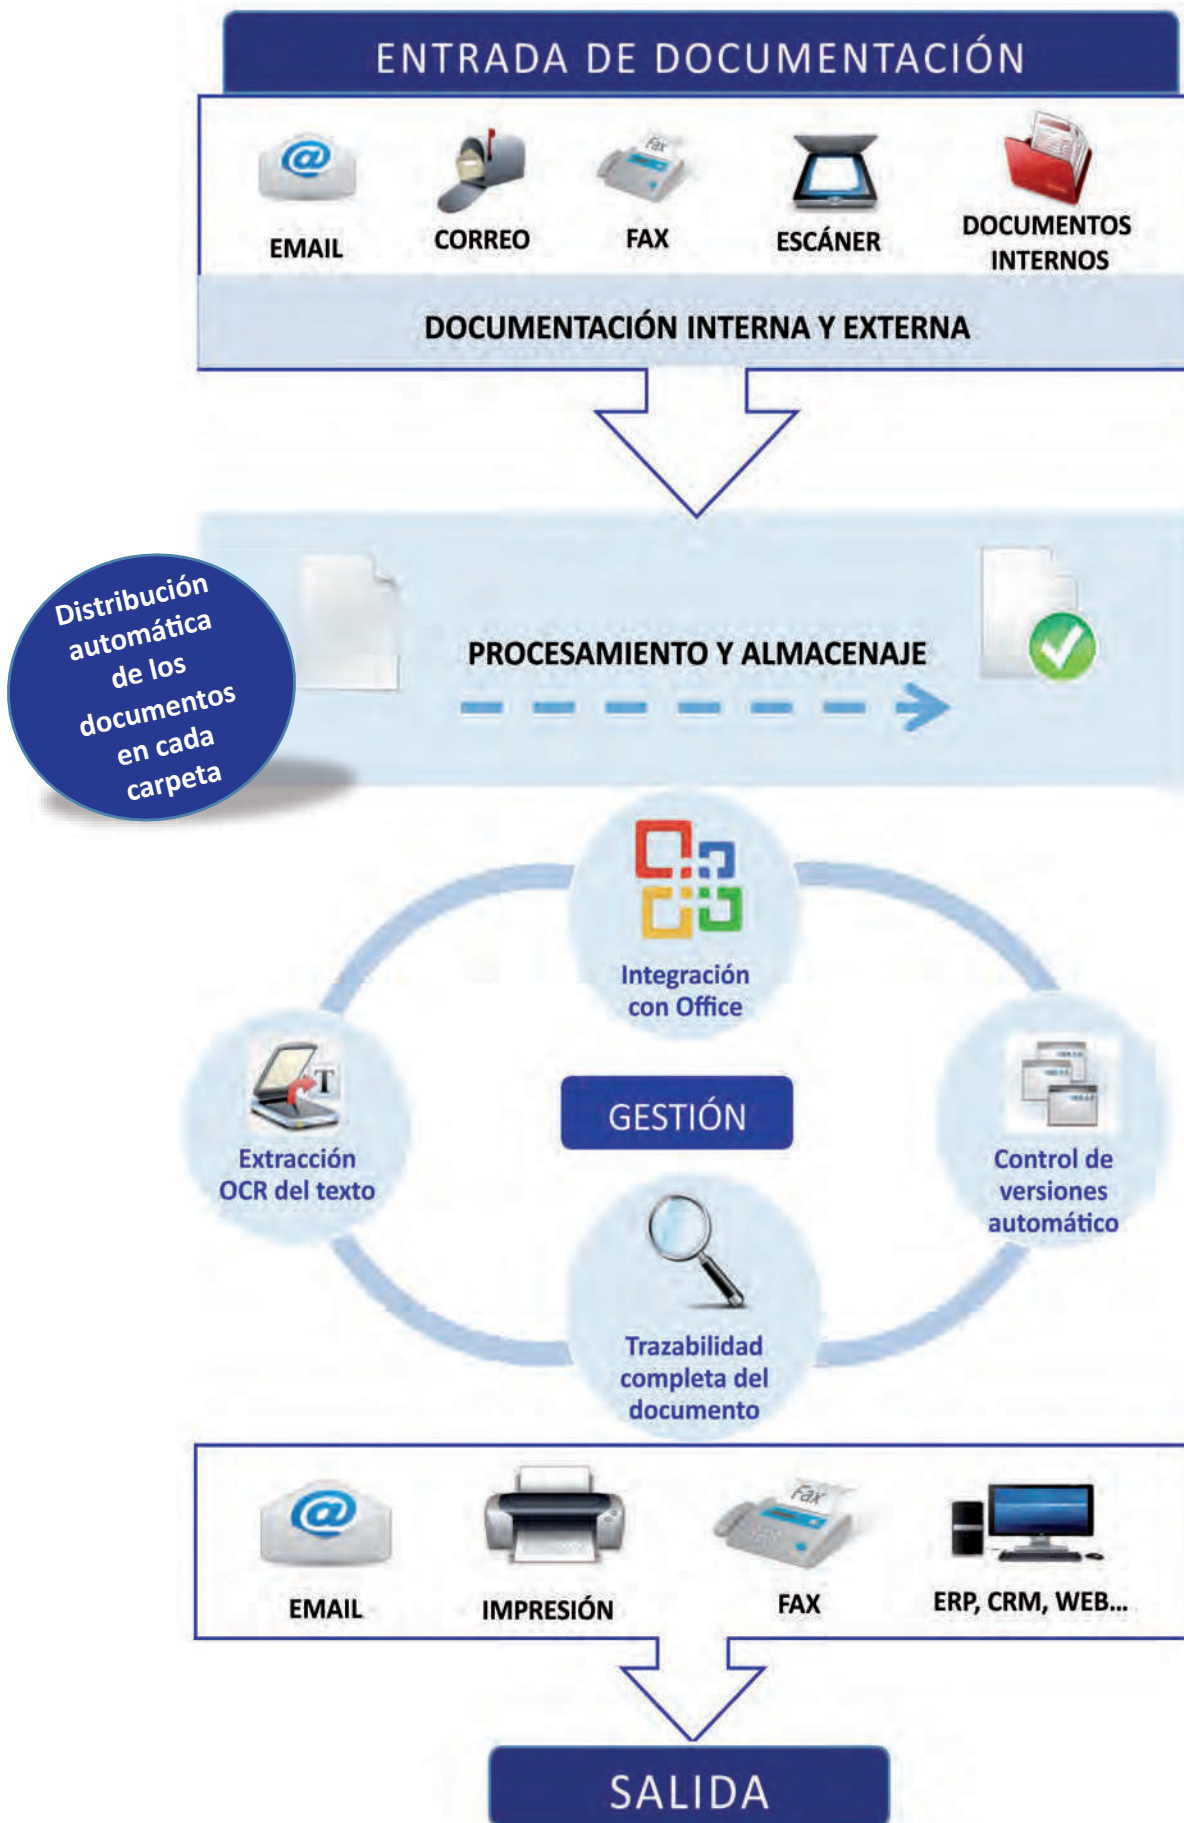 ENTRADA DE DOCUMENTACIÓN
EMAIL
CORREO
FAX
ESCÁNER
DOCUMENTOS
INTERNOS
Fax
DOCUMENTACIÓN INTERNA Y EXTERNA
Distribución
automática
de los
documentos
en cada
carpeta
PROCESAMIENTO Y ALMACENAJE
Integración
con Office
T
Extracción
OCR del texto
GESTIÓN
Control de
versiones
automático
Trazabilidad
completa del
documento
Fax
EMAIL
IMPRESIÓN
FAX
ERP, CRM, WEB...
SALIDA